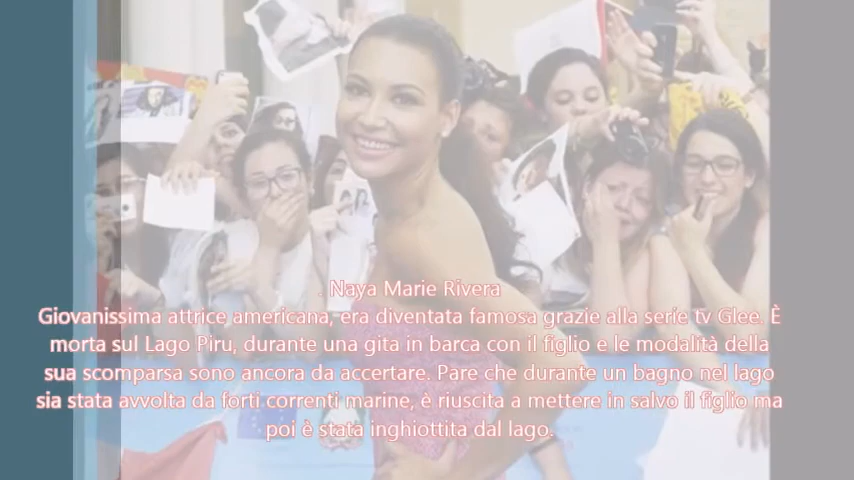 Naya Marie Rivera
Giovanissima attrice americana, era diventata famosa grazie alla serie tv Glee. È
morta sul Lago Piru, durante una gita in barca con il figlio e le modalità della
sua scomparsa sono ancora da accertare. Pare che durante un bagno nel lago
sia stata avvolta da forti correnti marine, è riuscita a mettere in salvo il figlio ma
poi è stata inghiottita dal lago.